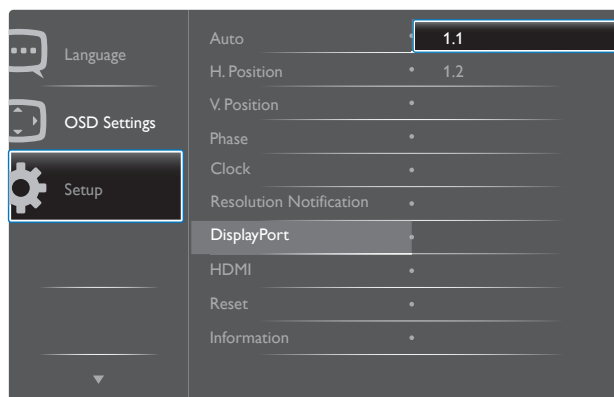 Language
OSD Settings
Setup
Auto
H. Position
V. Position
Phase
Clock
Resolution Notification
DisplayPort
HDMI
Reset
Information
1.1
1.2